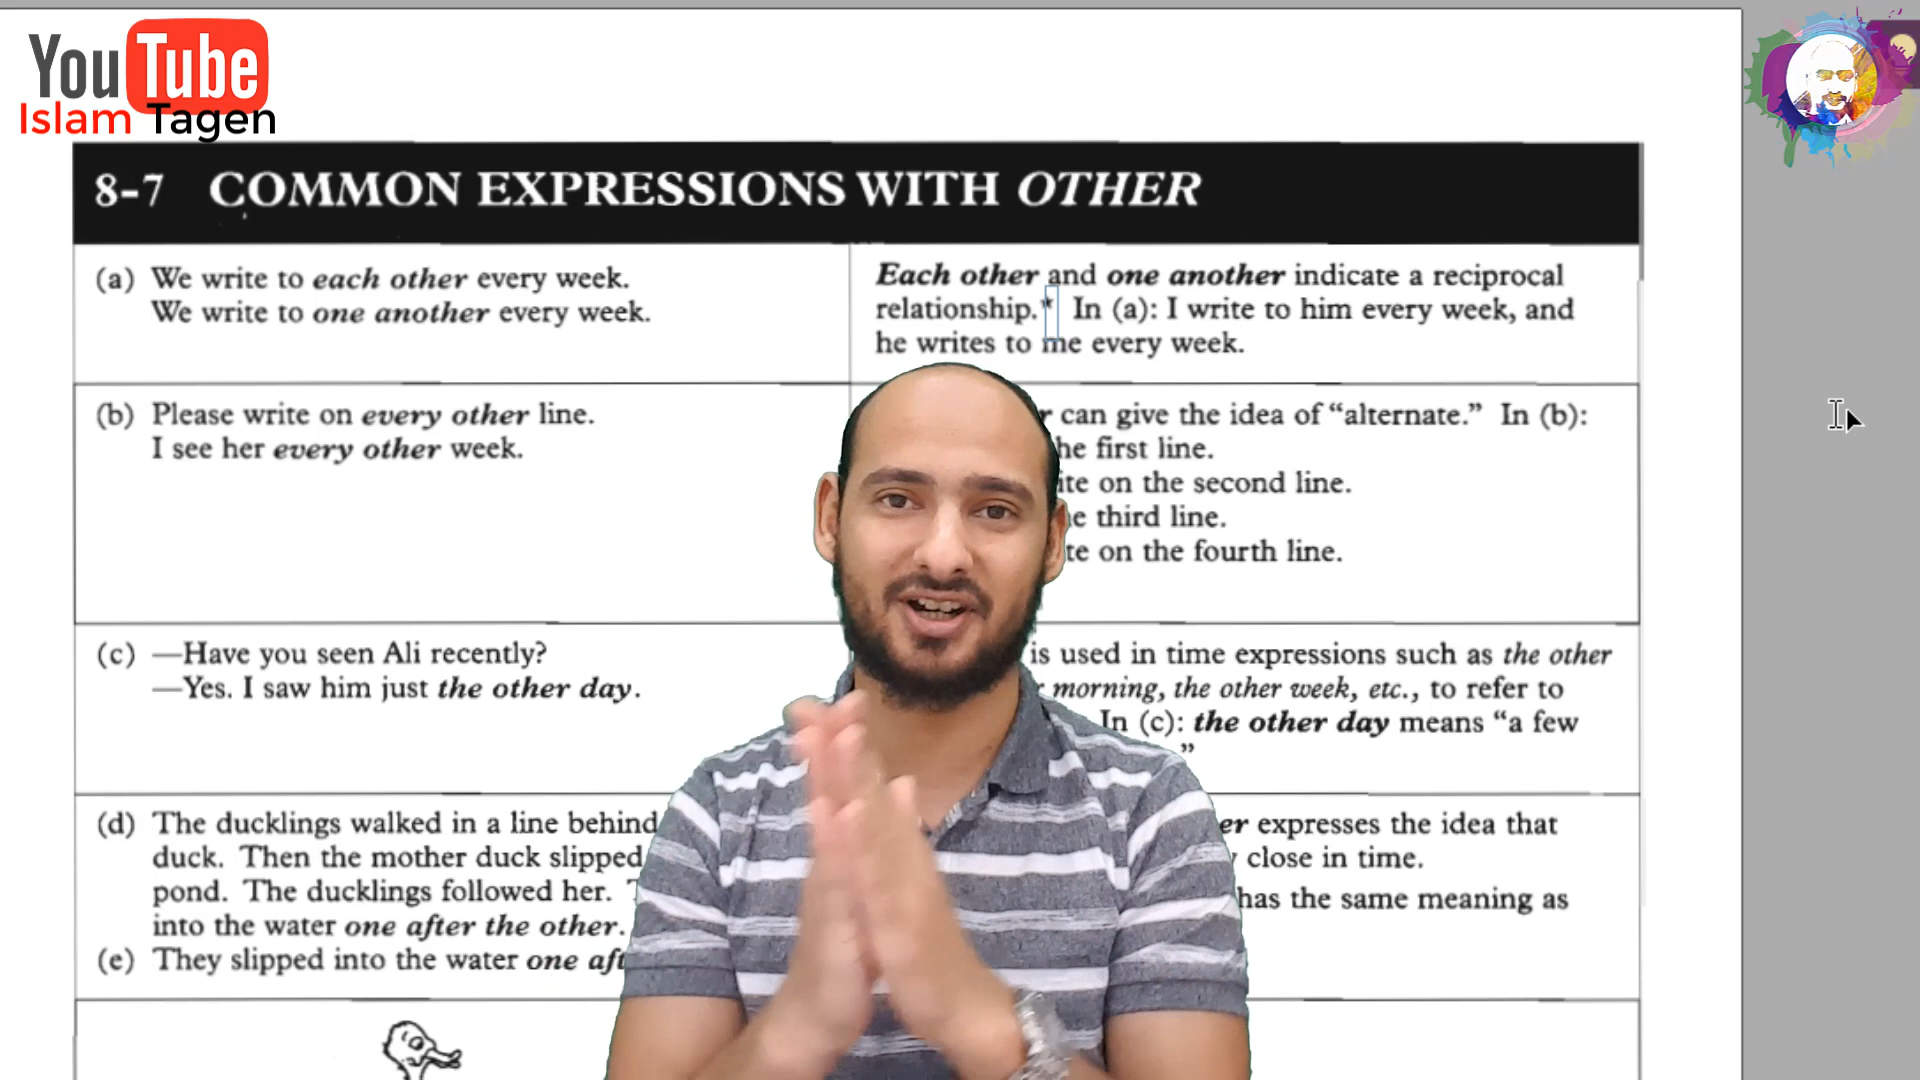 YouTube
Islam Tagen
8-7 COMMON EXPRESSIONS WITH OTHER
(a) We write to each other every week.
We write to one another every week.
Each other and one another indicate a reciprocal
relationship.* In (a): I write to him every week, and
he writes to me every week.
(b) Please write on every other line.
I see her every other week.
can give the idea of “alternate.” In (b):
the first line.
on the second line.
third line.
on the fourth line.
(c) —Have you seen Ali recently?
—Yes. I saw him just the other day.
is used in time expressions such as the other
morning, the other week, etc., to refer to
In (c): the other day means “a few
”
(d) The ducklings walked in a line behind
duck. Then the mother duck slipped
pond. The ducklings followed her.
into the water one after the other.
(e) They slipped into the water one
expresses the idea that
close in time.
has the same meaning as